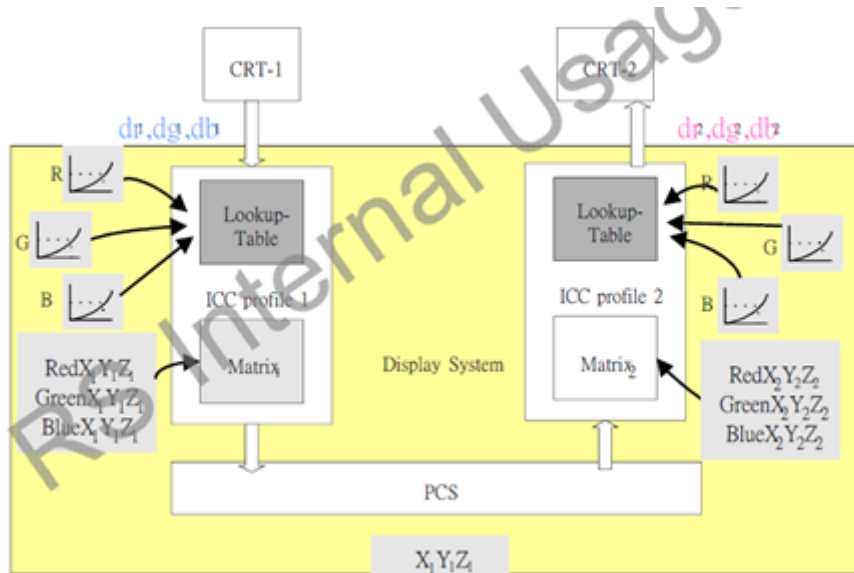 CRT-1
CRT-2
dr1,dg1,db1
dr2,dg2,db2
R
G
B
Lookup-
Table
ICC profile 1
Matrix1
RedX1Y1Z1
GreenX1Y1Z1
BlueX1Y1Z1
Display System
Lookup-
Table
ICC profile 2
Matrix2
R
G
B
RedX2Y2Z2
GreenX2Y2Z2
BlueX2Y2Z2
PCS
X1Y1Z1
RS Internal Usage